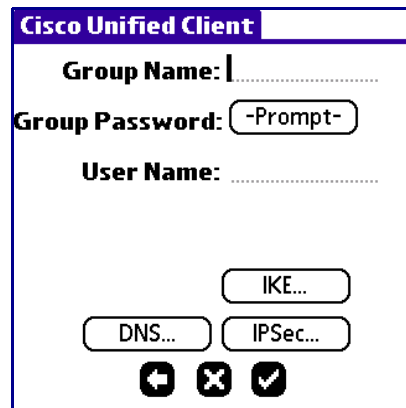 Cisco Unified Client
Group Name:
Group Password: -Prompt-
User Name:
IKE...
DNS... IPSec...